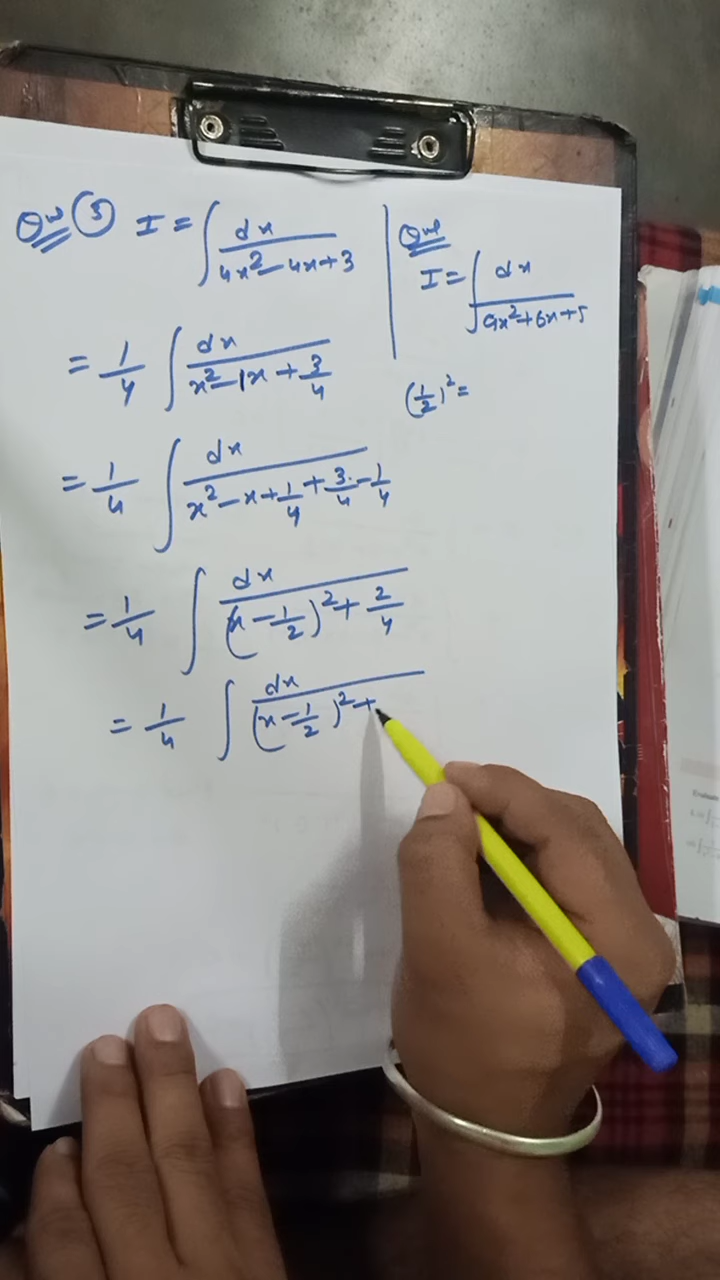 Que (5) I = ∫ dx / 4x² - 4x + 3
= 1/4 ∫ dx / x² - 1x + 3/4
= 1/4 ∫ dx / x² - x + 1/4 + 3/4 - 1/4
= 1/4 ∫ dx / (x - 1/2)² + 2/4
= 1/4 ∫ dx / (x - 1/2)² +
Que
I = ∫ dx / 9x² + 6x + 5
(1/2)² =